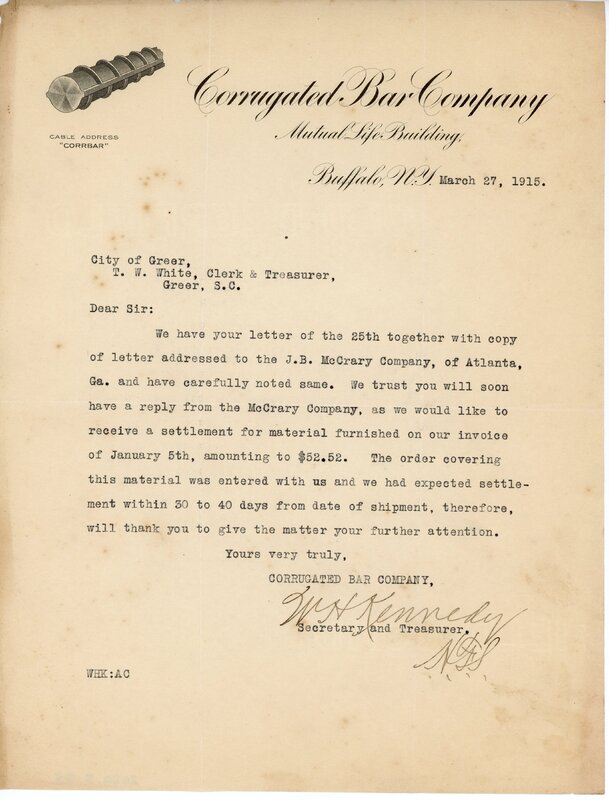 Corrugated Bar Company
CABLE ADDRESS
"CORRBAR"
Mutual Life Building,
Buffalo, N.Y. March 27, 1915.
City of Greer,
T. W. White, Clerk & Treasurer,
Greer, S.C.
Dear Sir:
We have your letter of the 25th together with copy
of letter addressed to the J.B. McCrary Company, of Atlanta,
Ga. and have carefully noted same. We trust you will soon
have a reply from the McCrary Company, as we would like to
receive a settlement for material furnished on our invoice
of January 5th, amounting to $52.52. The order covering
this material was entered with us and we had expected settle-
ment within 30 to 40 days from date of shipment, therefore,
will thank you to give the matter your further attention.
Yours very truly,
CORRUGATED BAR COMPANY,
W H Kennedy
Secretary and Treasurer.
WHK:AC